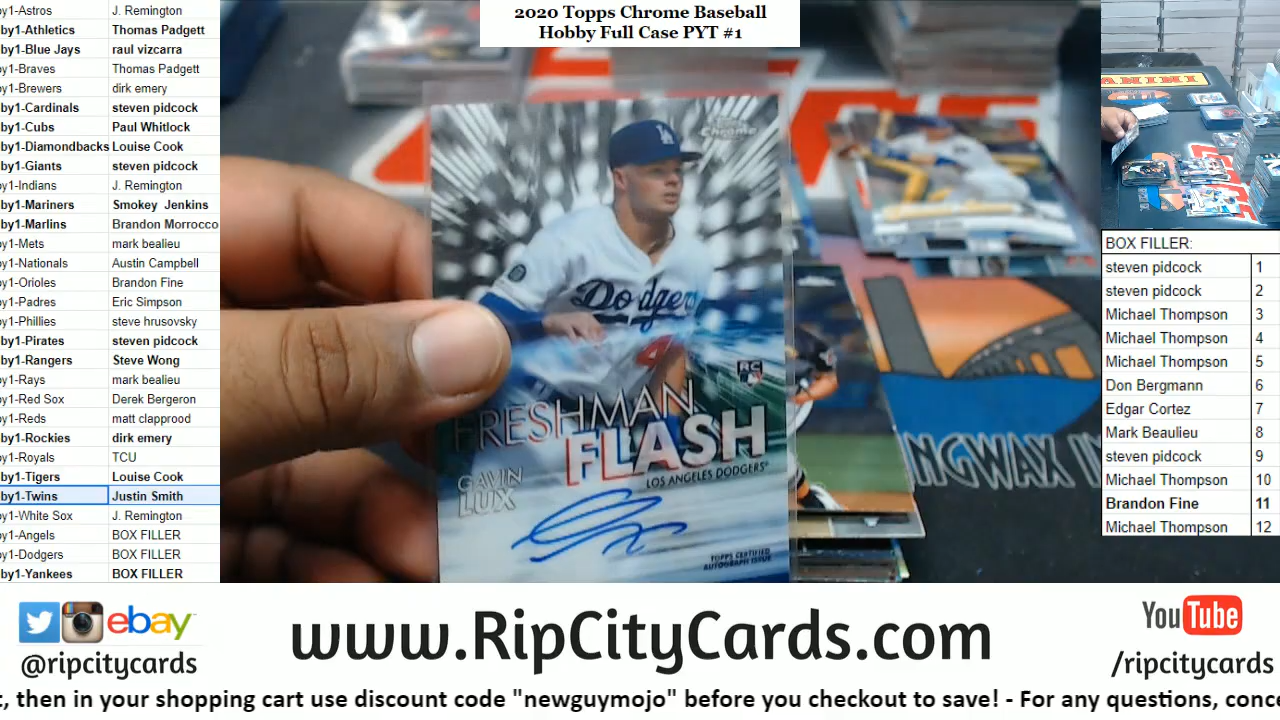 2020 Topps Chrome Baseball
Hobby Full Case PYT #1
by1-Astros J. Remington
by1-Athletics Thomas Padgett
by1-Blue Jays raul vizcarra
by1-Braves Thomas Padgett
by1-Brewers dirk emery
by1-Cardinals steven pidcock
by1-Cubs Paul Whitlock
by1-Diamondbacks Louise Cook
by1-Giants steven pidcock
by1-Indians J. Remington
by1-Mariners Smokey Jenkins
by1-Marlins Brandon Morrocco
by1-Mets mark bealieu
by1-Nationals Austin Campbell
by1-Orioles Brandon Fine
by1-Padres Eric Simpson
by1-Phillies steve hrusovsky
by1-Pirates steven pidcock
by1-Rangers Steve Wong
by1-Rays mark bealieu
by1-Red Sox Derek Bergeron
by1-Reds matt clapprood
by1-Rockies dirk emery
by1-Royals TCU
by1-Tigers Louise Cook
by1-Twins Justin Smith
by1-White Sox J. Remington
by1-Angels BOX FILLER
by1-Dodgers BOX FILLER
by1-Yankees BOX FILLER
Chrome
LA
Dodgers
RC
FRESHMAN
FLASH
GAVIN
LUX
LOS ANGELES DODGERS
TOPPS CERTIFIED
AUTOGRAPH ISSUE
NGWAX IN
ANINI
BOX FILLER:
steven pidcock 1
steven pidcock 2
Michael Thompson 3
Michael Thompson 4
Michael Thompson 5
Don Bergmann 6
Edgar Cortez 7
Mark Beaulieu 8
steven pidcock 9
Michael Thompson 10
Brandon Fine 11
Michael Thompson 12
ebay
@ripcitycards
www.RipCityCards.com
YouTube
/ripcitycards
t, then in your shopping cart use discount code "newguymojo" before you checkout to save! - For any questions, conce